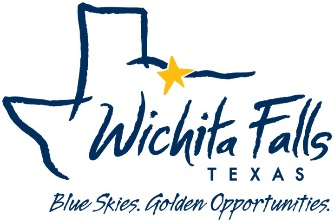 Wichita Falls
TEXAS
Blue Skies. Golden Opportunities.